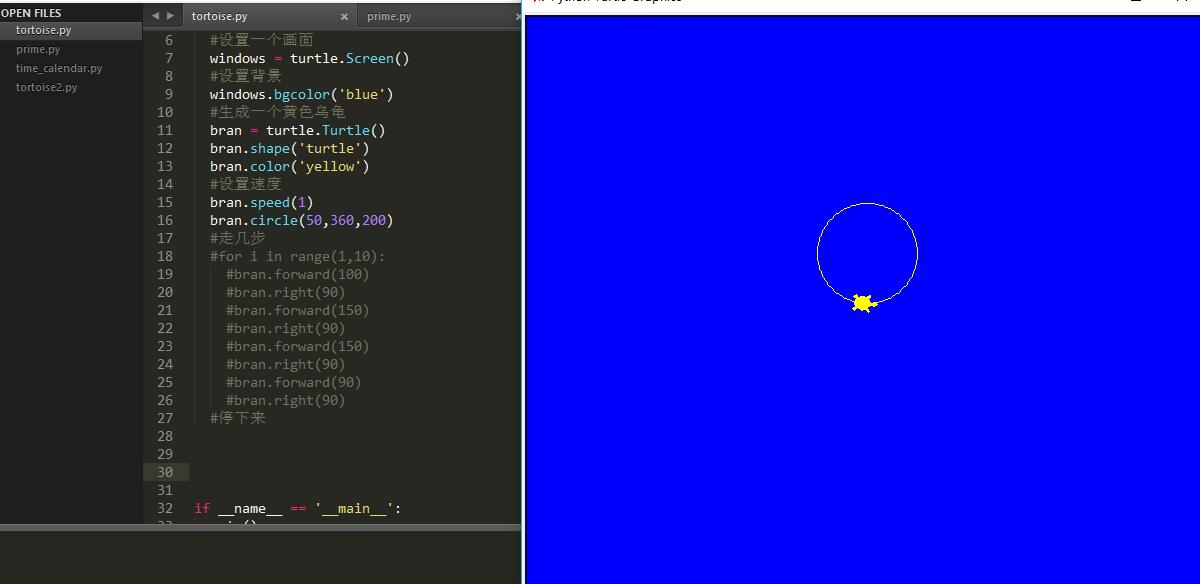 OPEN FILES
tortoise.py
prime.py
time_calendar.py
tortoise2.py
tortoise.py
prime.py
6 #设置一个画面
7 windows = turtle.Screen()
8 #设置背景
9 windows.bgcolor('blue')
10 #生成一个黄色乌龟
11 bran = turtle.Turtle()
12 bran.shape('turtle')
13 bran.color('yellow')
14 #设置速度
15 bran.speed(1)
16 bran.circle(50,360,200)
17 #走几步
18 #for i in range(1,10):
19 #bran.forward(100)
20 #bran.right(90)
21 #bran.forward(150)
22 #bran.right(90)
23 #bran.forward(150)
24 #bran.right(90)
25 #bran.forward(90)
26 #bran.right(90)
27 #停下来
28
29
30
31
32 if __name__ == '__main__':